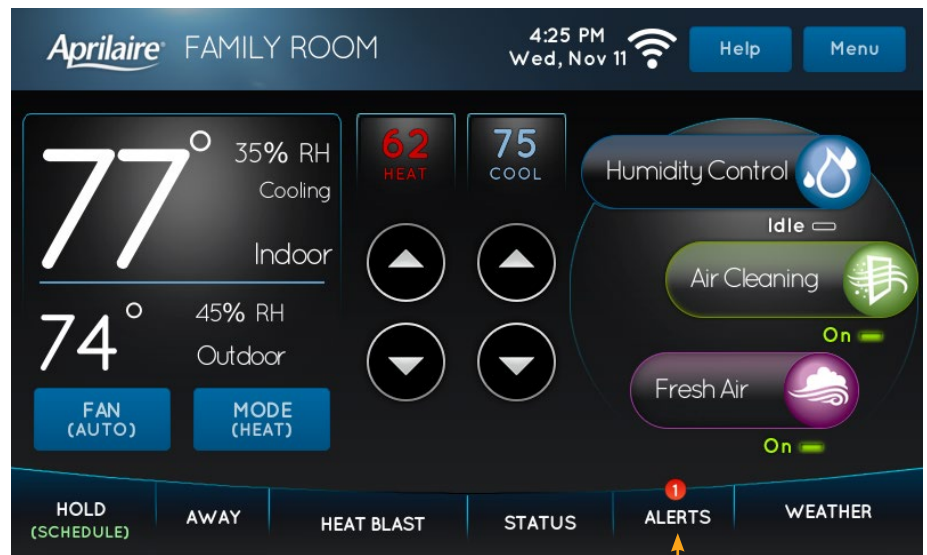 Aprilaire® FAMILY ROOM
4:25 PM
Wed, Nov 11
Help
Menu
77° 35% RH
Cooling
Indoor
74° 45% RH
Outdoor
FAN
(AUTO)
MODE
(HEAT)
62
HEAT
75
COOL
Humidity Control
Idle
Air Cleaning
On
Fresh Air
On
HOLD
(SCHEDULE)
AWAY
HEAT BLAST
STATUS
1
ALERTS
WEATHER